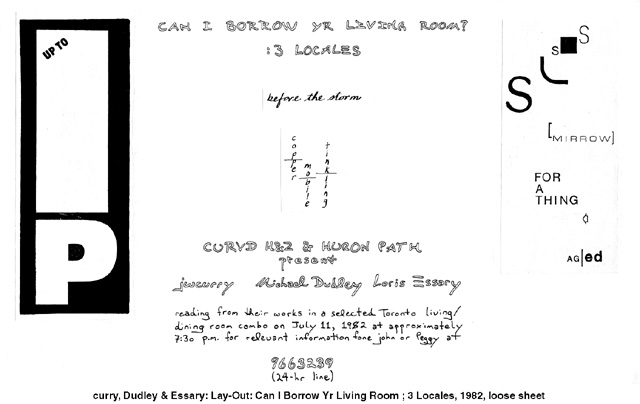 UP TO
P
CAN I BORROW YR LIVING ROOM?
: 3 LOCALES
before the storm
copper
mobile
tinkling
CURVD H&Z & HURON PATH
present
jwcurry Michael Dudley Loris Essary
reading from their works in a selected Toronto living/
dining room combo on July 11, 1982 at approximately
7:30 p.m. for relevant information fone john or Peggy at
9663239
(24-hr line)
S
S
S
[MIRROW]
FOR
A
THING
¢
AG|ed
curry, Dudley & Essary: Lay-Out: Can I Borrow Yr Living Room ; 3 Locales, 1982, loose sheet